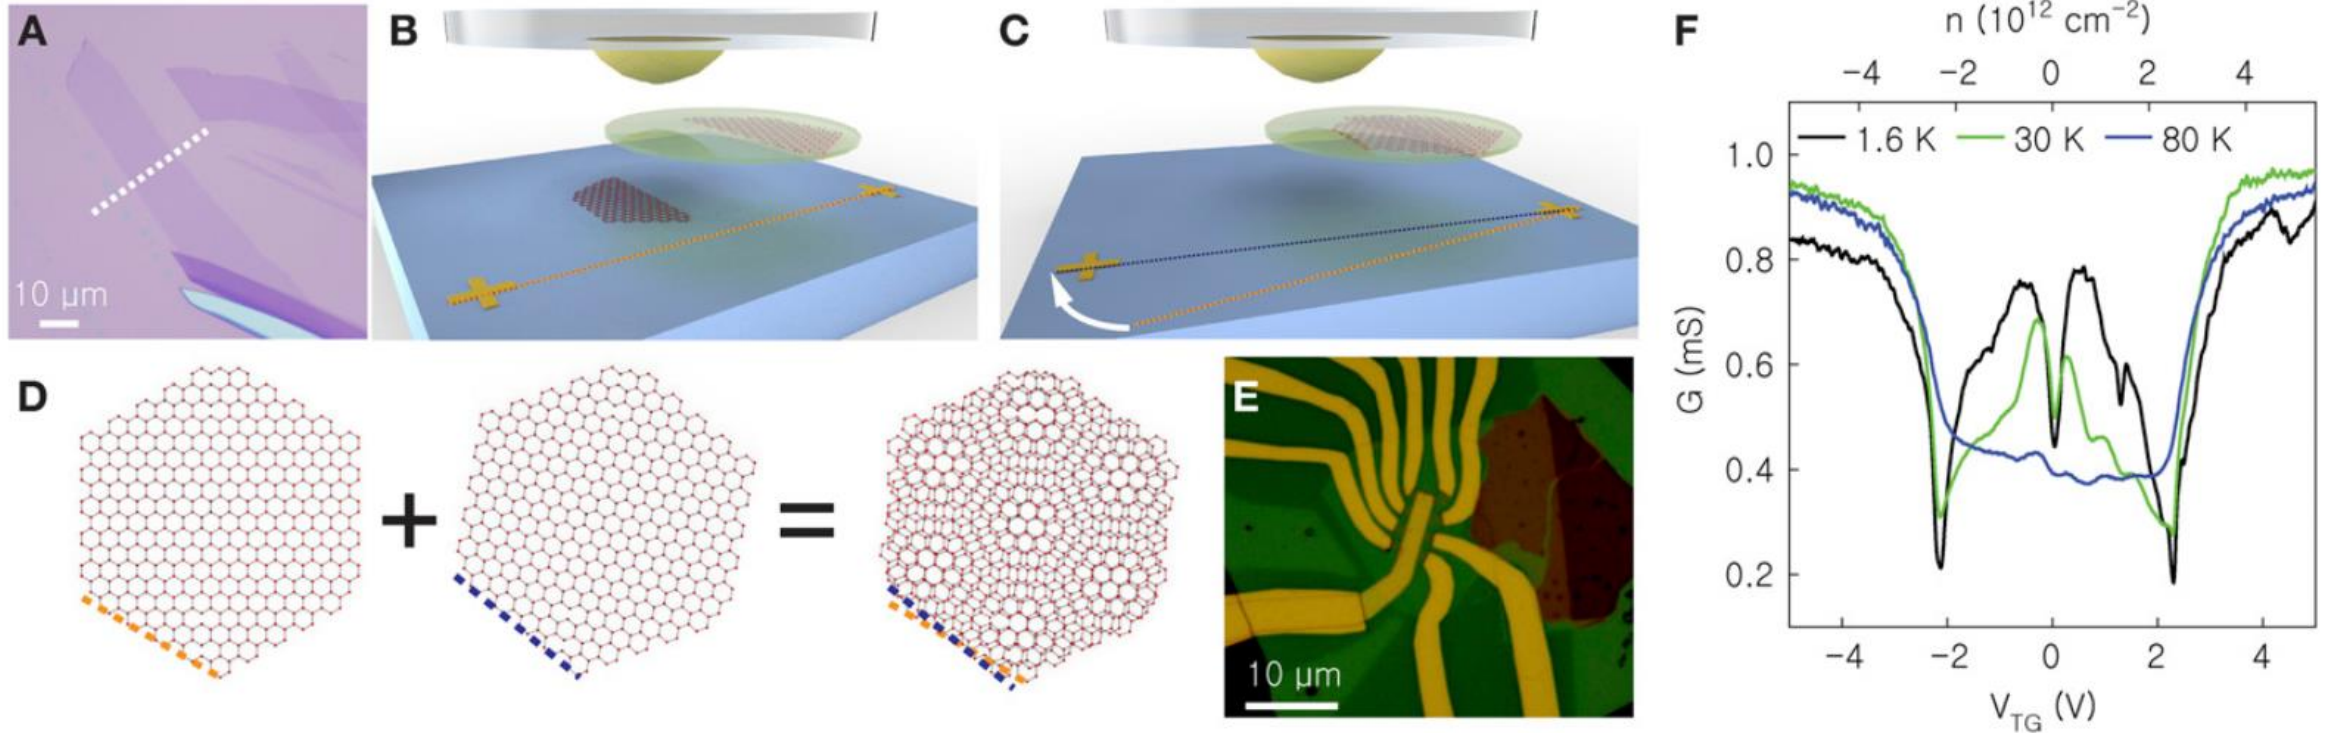 A
10 μm
B
C
D
E
10 μm
F
n (10¹² cm⁻²)
−4 −2 0 2 4
1.6 K 30 K 80 K
1.0
0.8
0.6
0.4
0.2
G (mS)
−4 −2 0 2 4
V_TG (V)